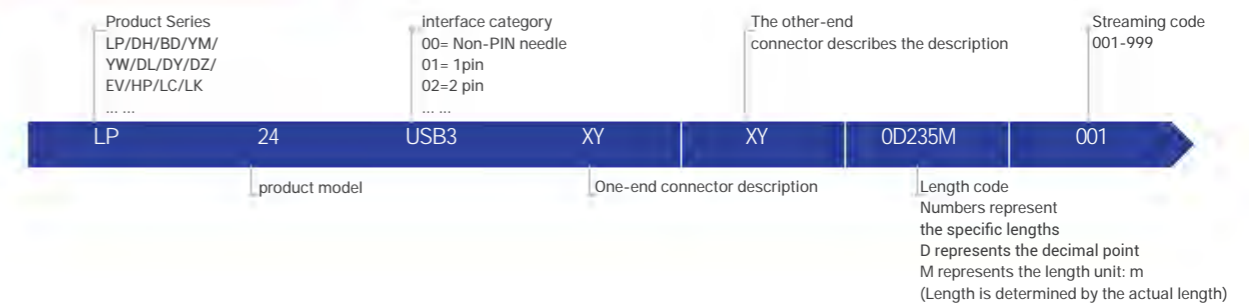 Product Series
LP/DH/BD/YM/
YW/DL/DY/DZ/
EV/HP/LC/LK
... ...
interface category
00= Non-PIN needle
01= 1pin
02=2 pin
... ...
The other-end
connector describes the description
Streaming code
001-999
LP 24 USB3 XY XY 0D235M 001
product model
One-end connector description
Length code
Numbers represent
the specific lengths
D represents the decimal point
M represents the length unit: m
(Length is determined by the actual length)